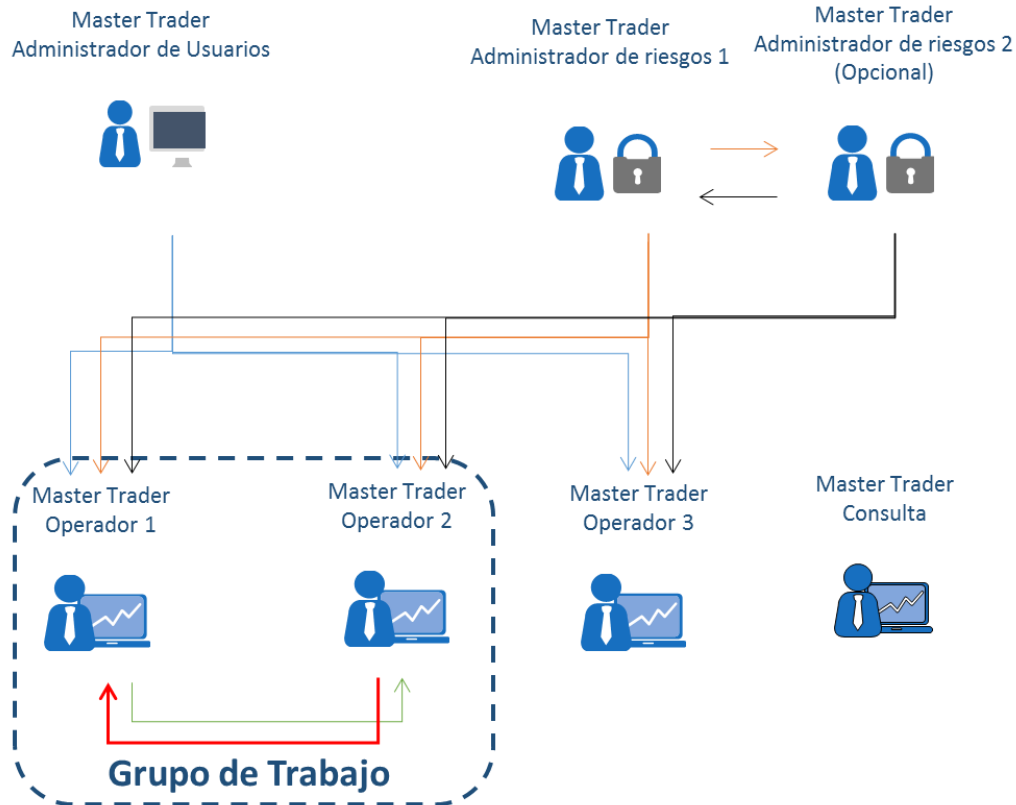 Master Trader
Administrador de Usuarios
Master Trader
Administrador de riesgos 1
Master Trader
Administrador de riesgos 2
(Opcional)
Master Trader
Operador 1
Master Trader
Operador 2
Master Trader
Operador 3
Master Trader
Consulta
Grupo de Trabajo